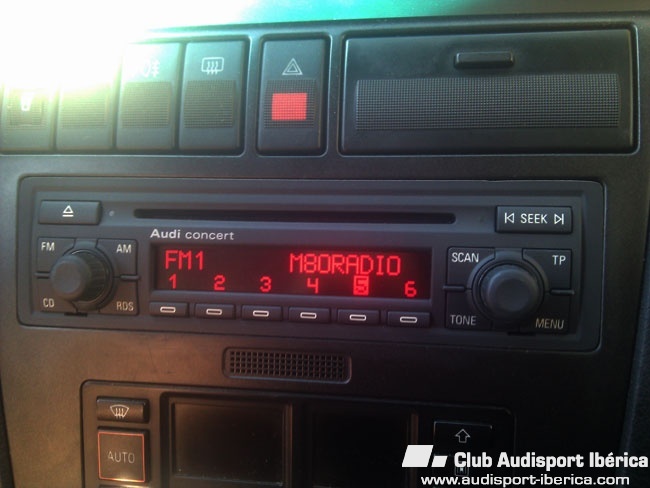 Audi concert
SEEK
FM AM
CD RDS
FM1 M80RADIO
1 2 3 4 5 6
SCAN TP
TONE MENU
AUTO
Club Audisport Ibérica
www.audisport-iberica.com